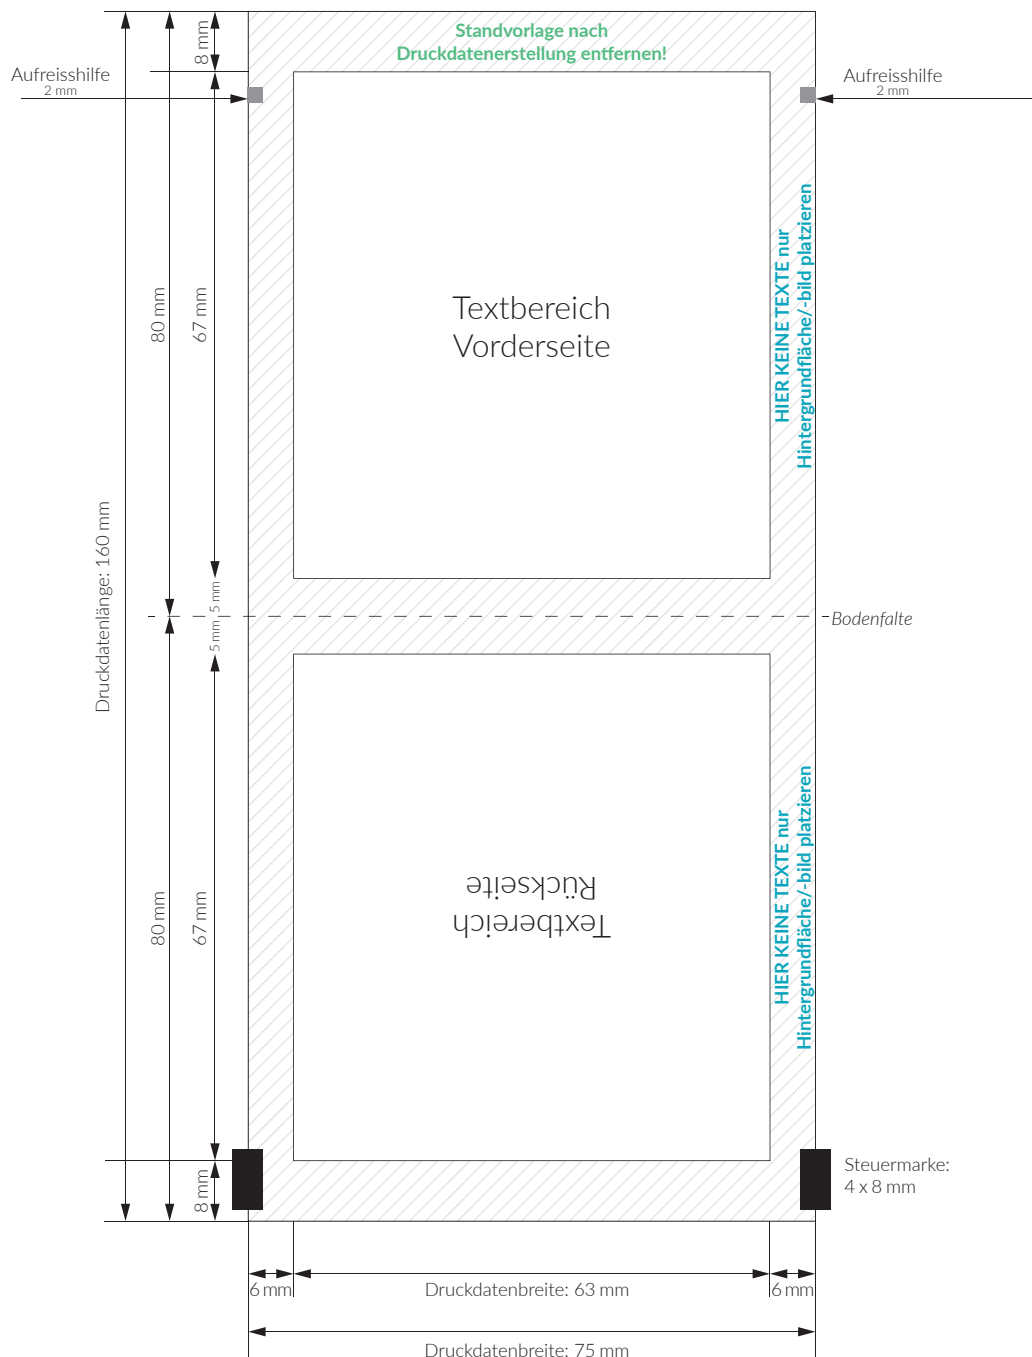 Standvorlage nach
Druckdatenerstellung entfernen!
8 mm
Aufreisshilfe
2 mm
Aufreisshilfe
2 mm
HIER KEINE TEXTE nur
Hintergrundfläche/-bild platzieren
80 mm
67 mm
Textbereich
Vorderseite
Druckdatenlänge: 160 mm
5 mm
5 mm
Bodenfalte
HIER KEINE TEXTE nur
Hintergrundfläche/-bild platzieren
80 mm
67 mm
Textbereich
Rückseite
8 mm
Steuermarke:
4 x 8 mm
6 mm
Druckdatenbreite: 63 mm
6 mm
Druckdatenbreite: 75 mm